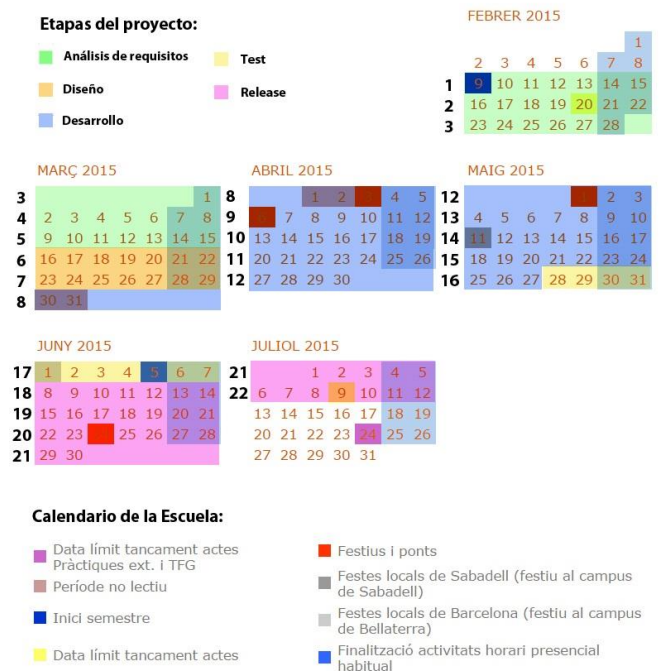 Etapas del proyecto:
Análisis de requisitos
Test
Diseño
Release
Desarrollo
FEBRER 2015
1
2 3 4 5 6 7 8
1 9 10 11 12 13 14 15
2 16 17 18 19 20 21 22
3 23 24 25 26 27 28
MARÇ 2015
3 1
4 2 3 4 5 6 7 8
5 9 10 11 12 13 14 15
6 16 17 18 19 20 21 22
7 23 24 25 26 27 28 29
8 30 31
ABRIL 2015
8 1 2 4 5
9 7 8 9 10 11 12
10 13 14 15 16 17 18 19
11 20 21 22 23 24 25 26
12 27 28 29 30
MAIG 2015
12 2 3
13 4 5 6 7 8 9 10
14 11 12 13 14 15 16 17
15 18 19 20 21 22 23 24
16 25 26 27 28 29 30 31
JUNY 2015
17 1 2 3 4 5 6 7
18 8 9 10 11 12 13 14
19 15 16 17 18 19 20 21
20 22 23 25 26 27 28
21 29 30
JULIOL 2015
21 1 2 3 4 5
22 6 7 8 9 10 11 12
13 14 15 16 17 18 19
20 21 22 23 24 25 26
27 28 29 30 31
Calendario de la Escuela:
Data límit tancament actes
Pràctiques ext. i TFG
Període no lectiu
Inici semestre
Data límit tancament actes
Festius i ponts
Festes locals de Sabadell (festiu al campus
de Sabadell)
Festes locals de Barcelona (festiu al campus
de Bellaterra)
Finalització activitats horari presencial
habitual